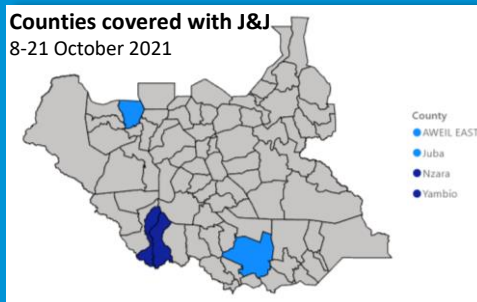 Counties covered with J&J
8-21 October 2021
County
AWEIL EAST
Juba
Nzara
Yambio